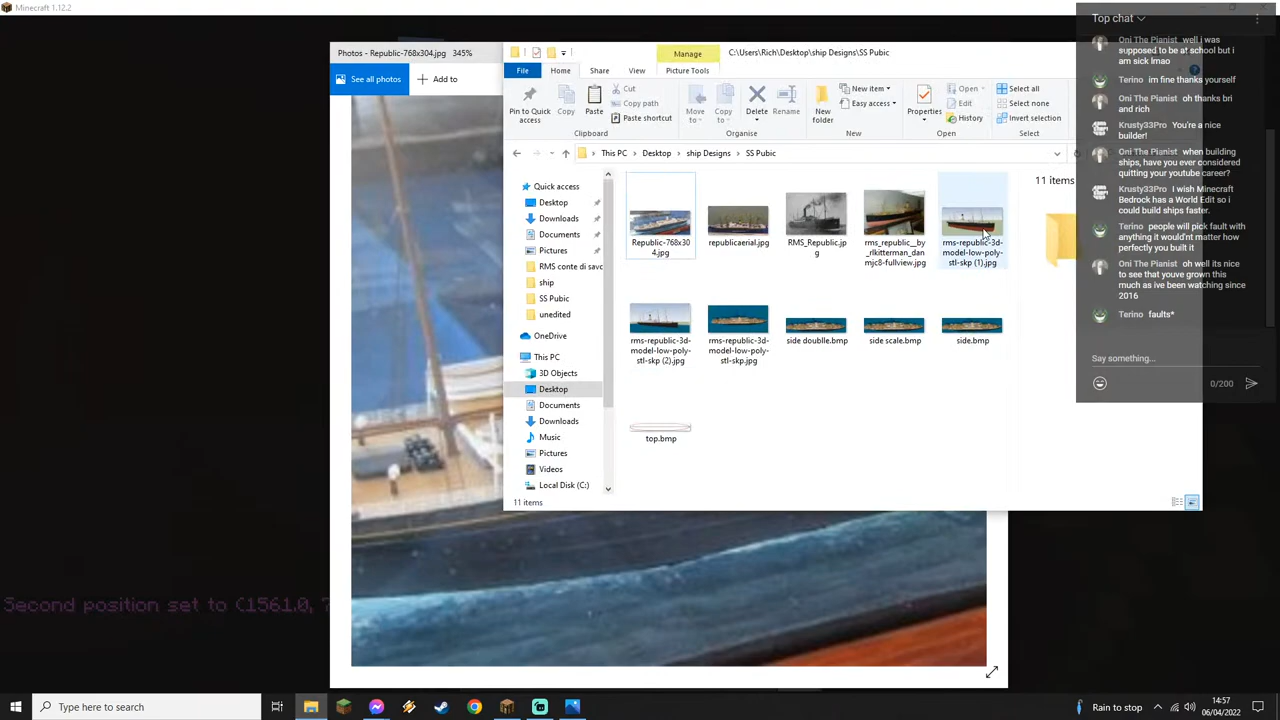 Minecraft 1.12.2
Photos - Republic-768x304.jpg 345%
See all photos
Add to
Manage
C:\Users\Rich\Desktop\ship Designs\SS Pubic
File
Home
Share
View
Picture Tools
Pin to Quick access
Copy
Paste
Cut
Copy path
Paste shortcut
Clipboard
Move to
Copy to
Delete
Rename
Organise
New folder
New item
Easy access
New
Properties
Open
Edit
History
Open
Select all
Select none
Invert selection
Select
This PC
Desktop
ship Designs
SS Pubic
Quick access
Desktop
Downloads
Documents
Pictures
RMS conte di savo
ship
SS Pubic
unedited
OneDrive
This PC
3D Objects
Desktop
Documents
Downloads
Music
Pictures
Videos
Local Disk (C:)
Republic-768x30
4.jpg
republicaerial.jpg
RMS_Republic.jp
g
rms_republic__by
_rlkitterman_dan
mjc8-fullview.jpg
rms-republic-3d-
model-low-poly-
stl-skp (1).jpg
rms-republic-3d-
model-low-poly-
stl-skp (2).jpg
rms-republic-3d-
model-low-poly-
stl-skp.jpg
side doublle.bmp
side scale.bmp
side.bmp
top.bmp
11 items
11 items
Top chat
Oni The Pianist well i was
supposed to be at school but i
am sick lmao
Terino im fine thanks yourself
Oni The Pianist oh thanks bri
and rich
Krusty33Pro You're a nice
builder!
Oni The Pianist when building
ships, have you ever considered
quitting your youtube career?
Krusty33Pro I wish Minecraft
Bedrock has a World Edit so i
could build ships faster.
Terino people will pick fault with
anything it would'nt matter how
perfectly you built it
Oni The Pianist oh well its nice
to see that youve grown this
much as ive been watching since
2016
Terino faults*
Say something...
0/200
Second position set to (1561.0,
Type here to search
Rain to stop
14:57
06/04/2022